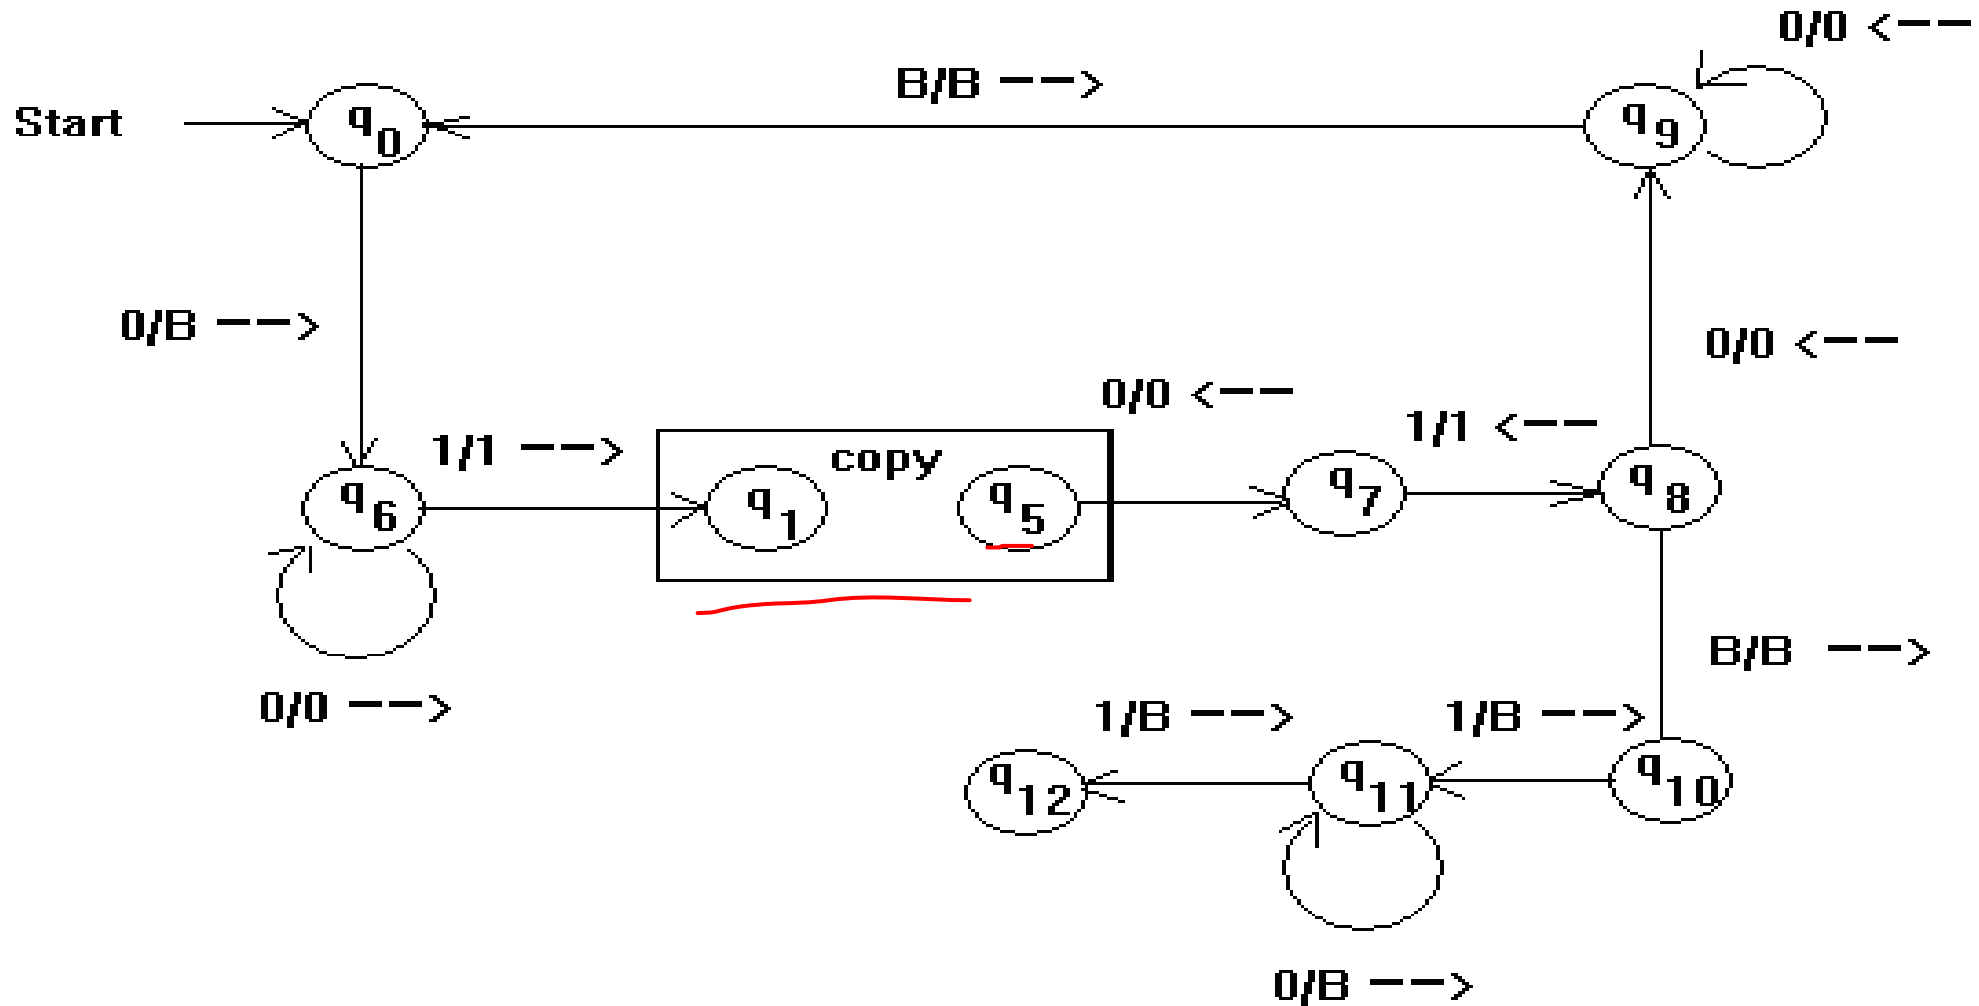 0/0 <--
B/B -->
Start
q0
q9
0/B -->
0/0 <--
0/0 <--
1/1 <--
1/1 -->
copy
q6
q1
q5
q7
q8
B/B -->
0/0 -->
1/B -->
1/B -->
q12
q11
q10
0/B -->